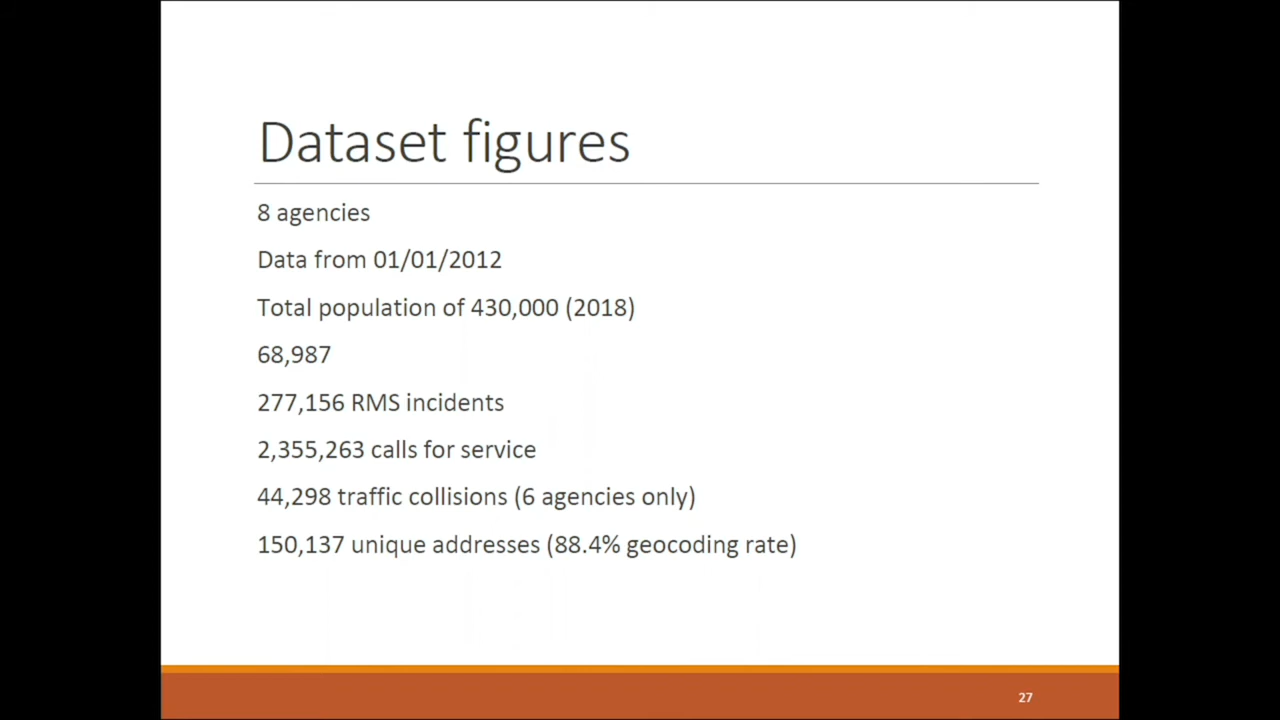 Dataset figures
8 agencies
Data from 01/01/2012
Total population of 430,000 (2018)
68,987
277,156 RMS incidents
2,355,263 calls for service
44,298 traffic collisions (6 agencies only)
150,137 unique addresses (88.4% geocoding rate)
27